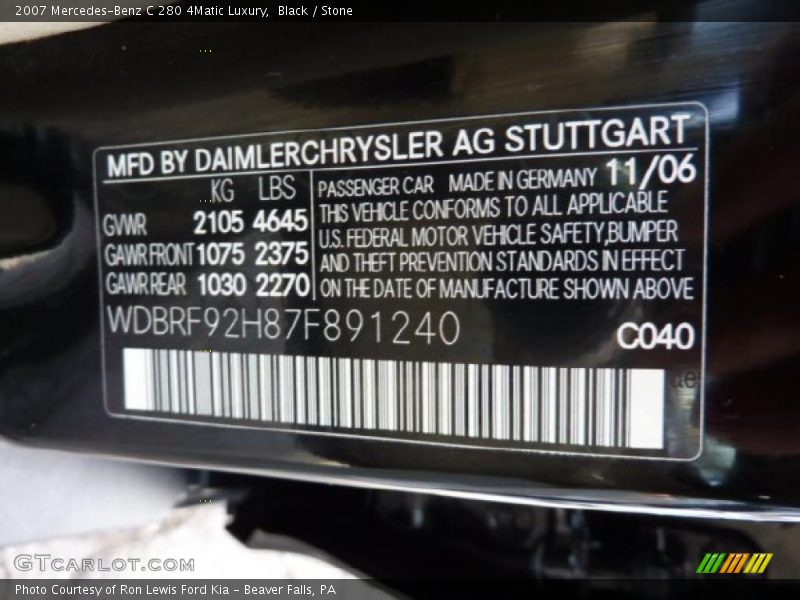 2007 Mercedes-Benz C 280 4Matic Luxury,  Black / Stone
MFD BY DAIMLERCHRYSLER AG STUTTGART
KG LBS
GVWR 2105 4645
GAWR FRONT 1075 2375
GAWR REAR 1030 2270
PASSENGER CAR MADE IN GERMANY 11/06
THIS VEHICLE CONFORMS TO ALL APPLICABLE
U.S. FEDERAL MOTOR VEHICLE SAFETY,BUMPER
AND THEFT PREVENTION STANDARDS IN EFFECT
ON THE DATE OF MANUFACTURE SHOWN ABOVE
WDBRF92H87F891240
C040
GTCARLOT.COM
Photo Courtesy of Ron Lewis Ford Kia - Beaver Falls, PA